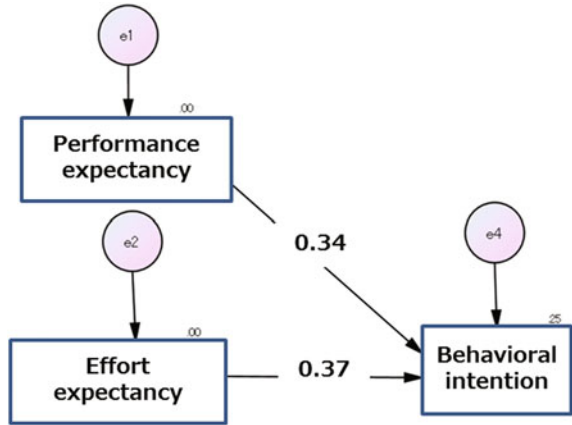 e1
.00
Performance
expectancy
0.34
e2
e4
.00
.25
Effort
expectancy
0.37
Behavioral
intention